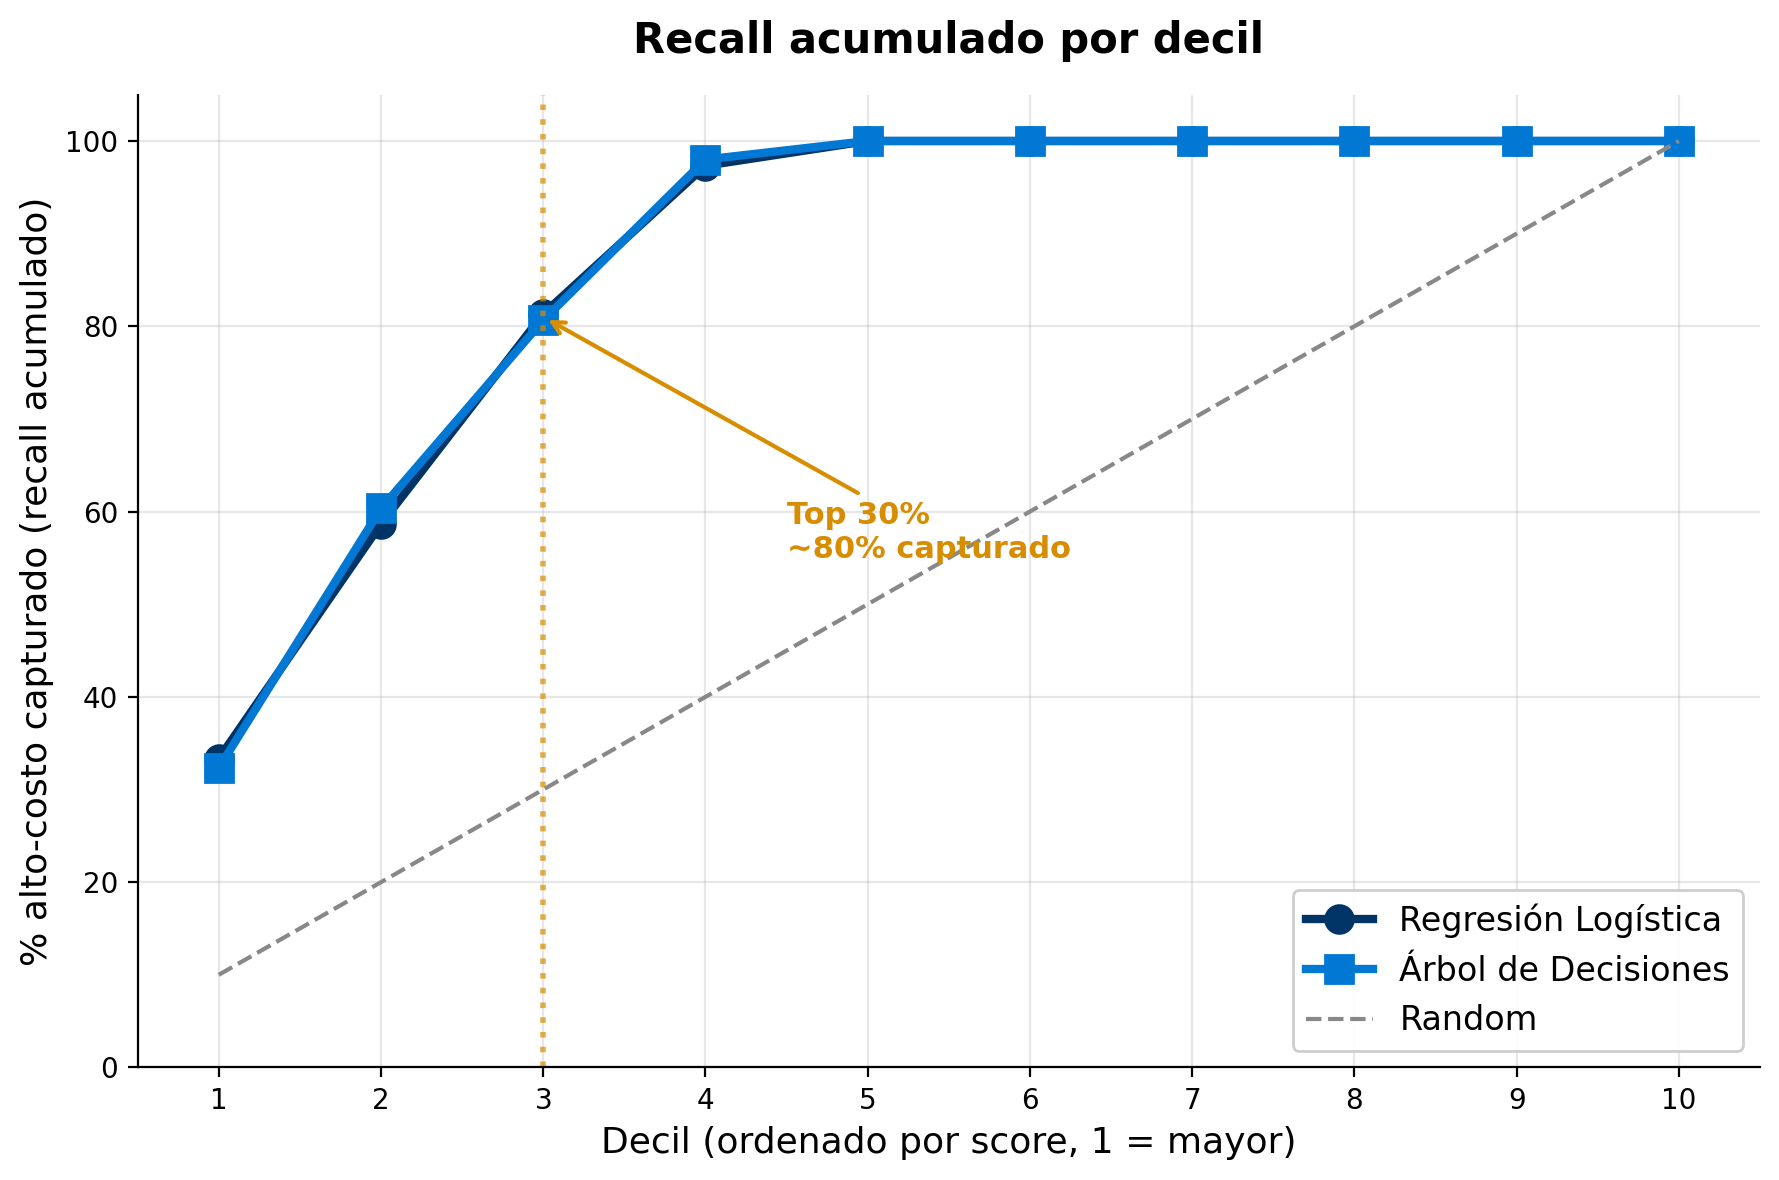 Recall acumulado por decil
% alto-costo capturado (recall acumulado)
100
80
60
40
20
0
Top 30%
~80% capturado
Regresión Logística
Árbol de Decisiones
Random
1 2 3 4 5 6 7 8 9 10
Decil (ordenado por score, 1 = mayor)